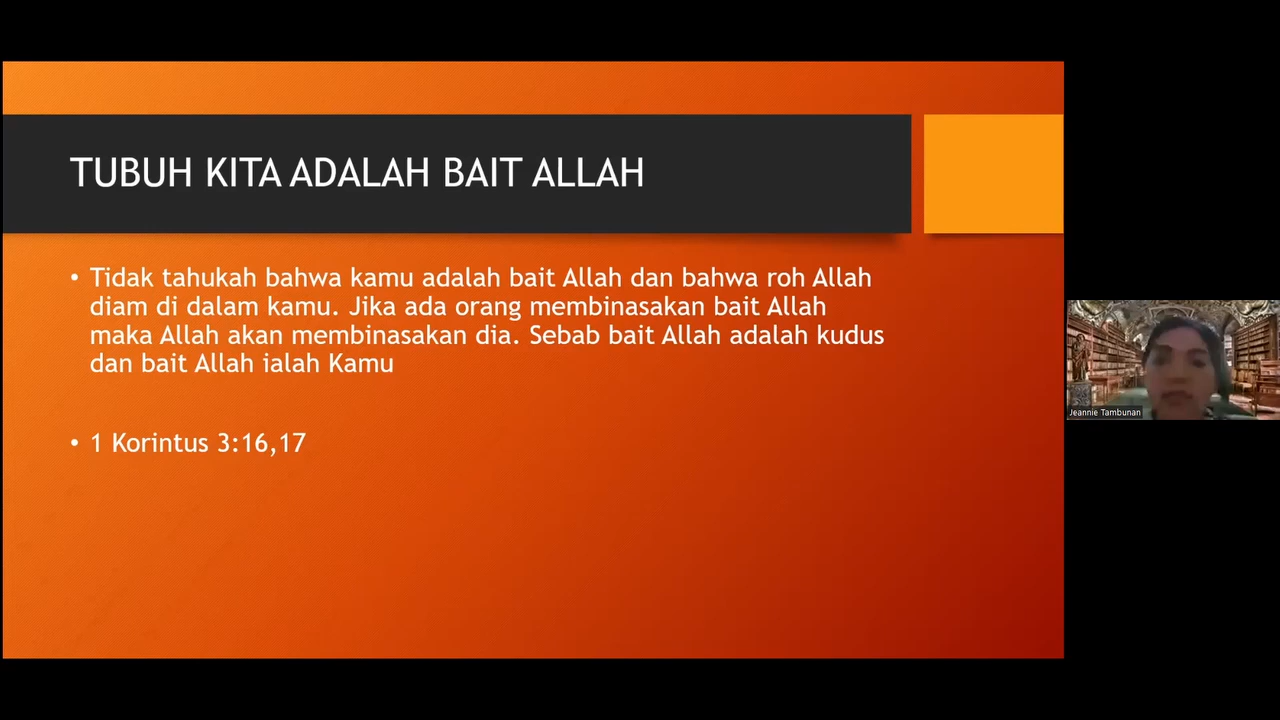 TUBUH KITA ADALAH BAIT ALLAH
• Tidak tahukah bahwa kamu adalah bait Allah dan bahwa roh Allah
diam di dalam kamu. Jika ada orang membinasakan bait Allah
maka Allah akan membinasakan dia. Sebab bait Allah adalah kudus
dan bait Allah ialah Kamu
• 1 Korintus 3:16,17
Jeannie Tambunan